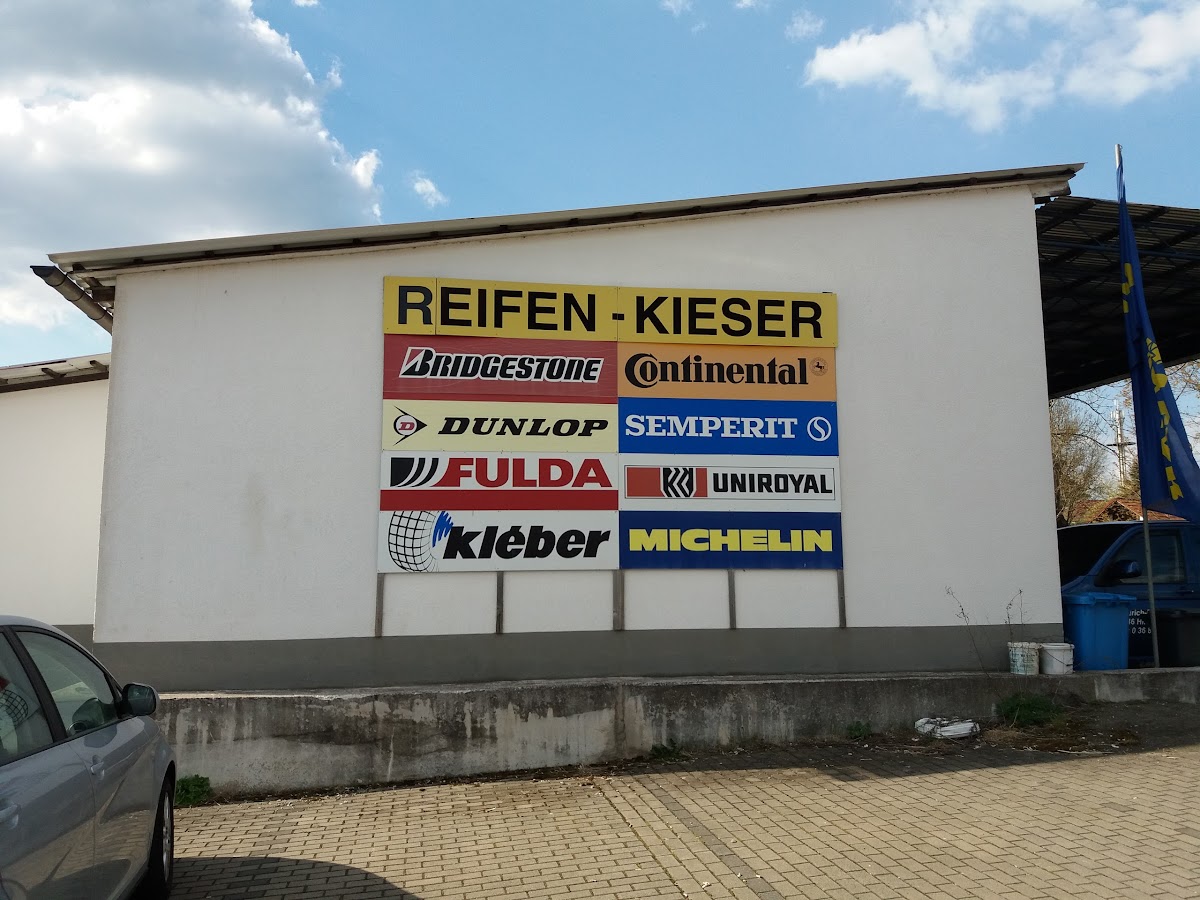 REIFEN - KIESER
BRIDGESTONE
Continental
D DUNLOP
SEMPERIT S
FULDA
UNIROYAL
kléber
MICHELIN